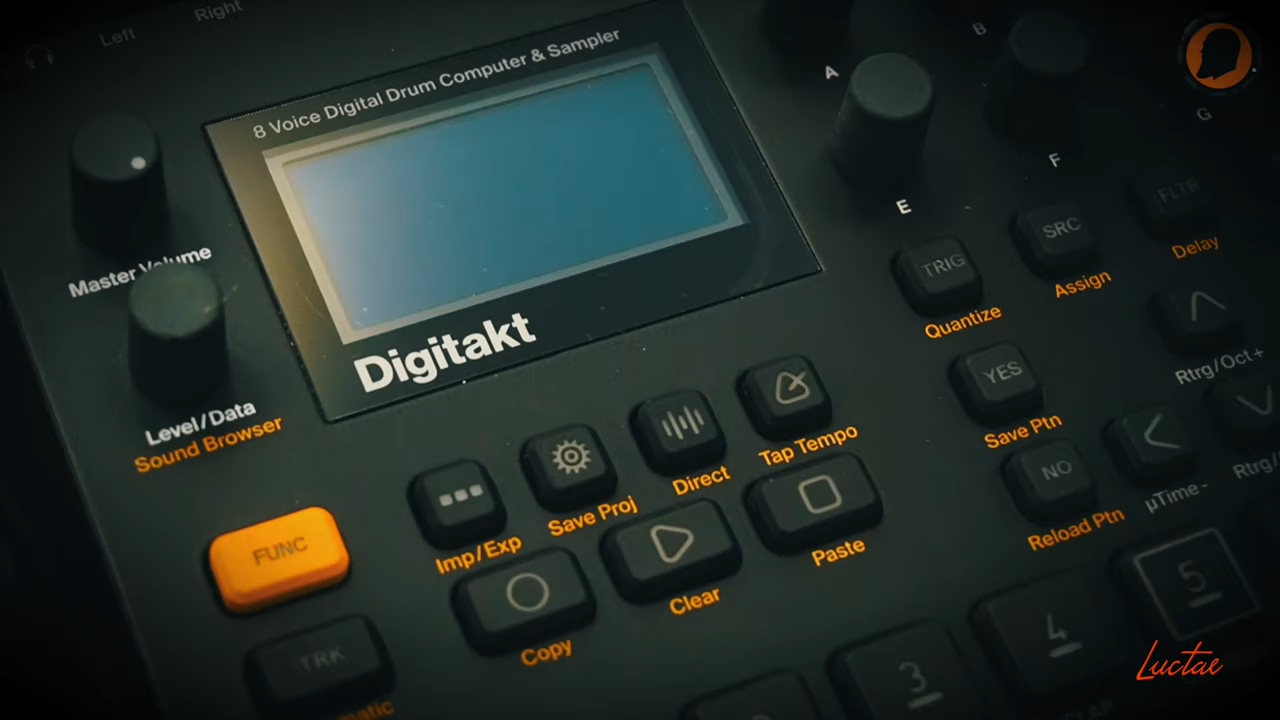 Left
Right
8 Voice Digital Drum Computer & Sampler
Digitakt
Master Volume
Level/Data
Sound Browser
A
B
E
F
G
TRIG
Quantize
SRC
Assign
FLTR
Delay
YES
Save Ptn
NO
Reload Ptn
Rtrg/Oct+
Rtrg/
µTime-
Tap Tempo
Direct
Save Proj
Imp/Exp
FUNC
Copy
Clear
Paste
TRK
matic
3
4
5
Luctae